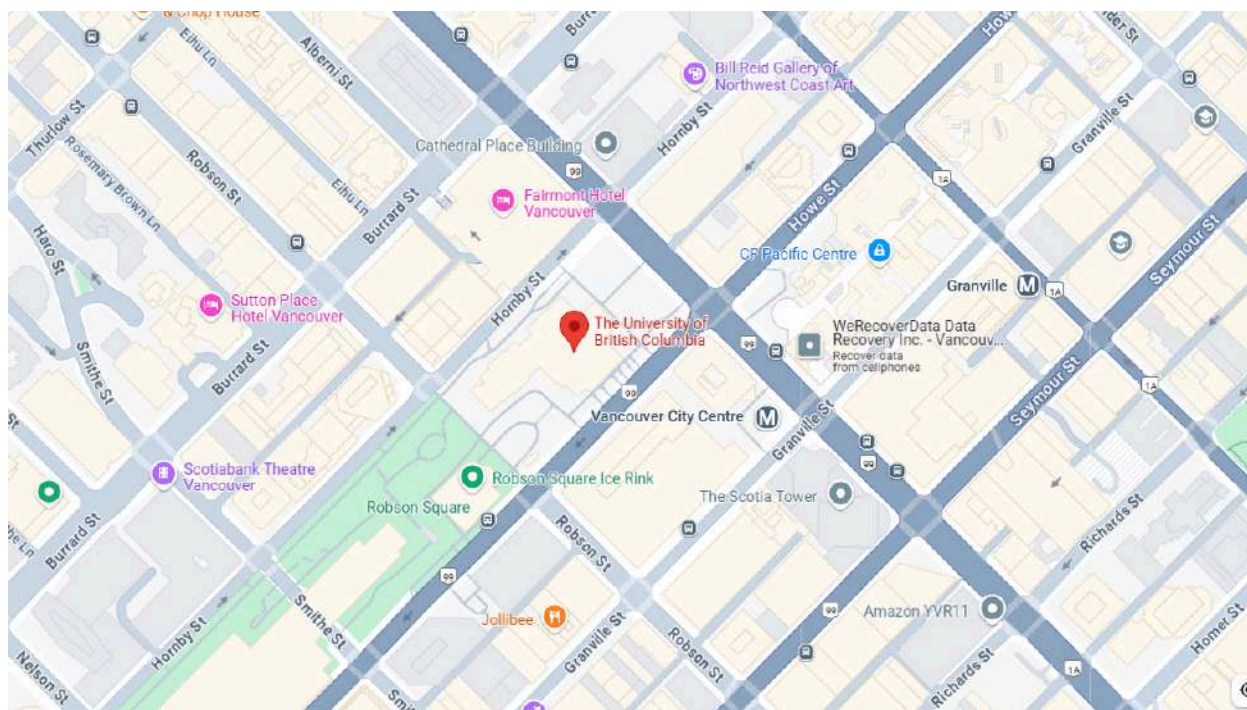 & Chop House
Eihu Ln
Alberni St
Thurlow St
Rosemary Brown Ln
Robson St
Eihu Ln
Burrard St
Haro St
Cathedral Place Building
99
Bill Reid Gallery of
Northwest Coast Art
Hornby St
Fairmont Hotel
Vancouver
1A
Howe St
Granville St
CF Pacific Centre
Seymour St
Granville
M
1A
Sutton Place
Hotel Vancouver
Hornby St
The University of
British Columbia
99
WeRecoverData Data
Recovery Inc. - Vancouv...
Recover data
from cellphones
Smithe St
Burrard St
99
1A
Seymour St
Vancouver City Centre
M
Granville St
Scotiabank Theatre
Vancouver
Robson Square Ice Rink
Robson Square
The Scotia Tower
99
Burrard St
Richards St
Robson St
99
Smithe St
Hornby St
Jollibee
Granville St
99
Amazon YVR11
Robson St
Richards St
Homer St
Nelson St
1A